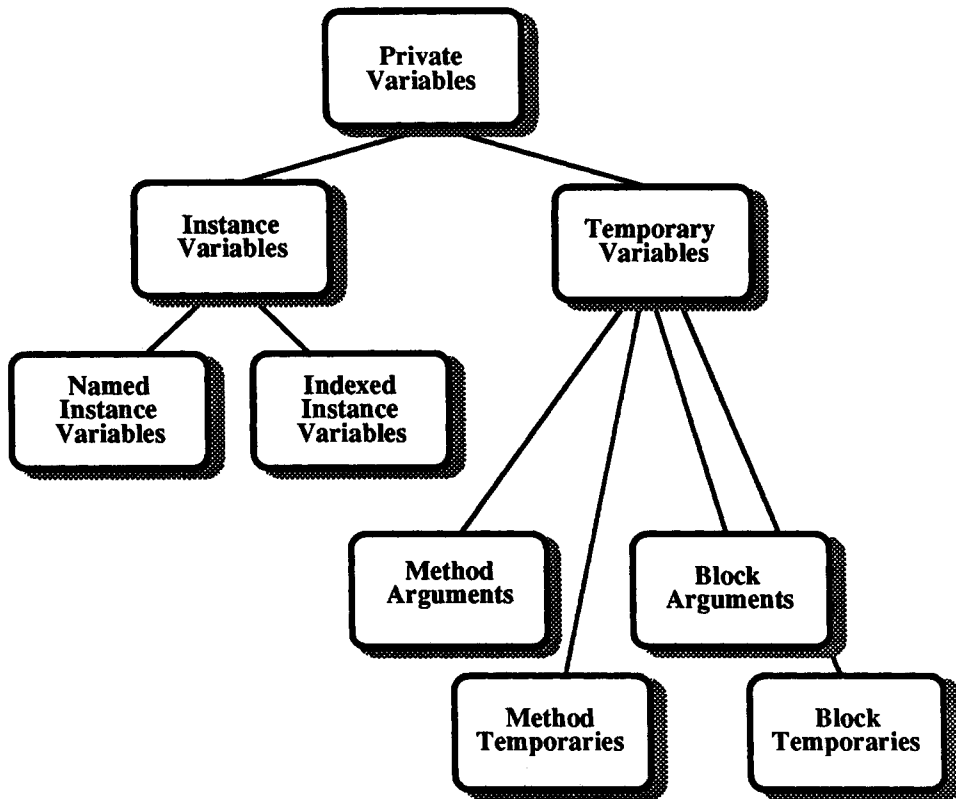 Private
Variables
Instance
Variables
Temporary
Variables
Named
Instance
Variables
Indexed
Instance
Variables
Method
Arguments
Block
Arguments
Method
Temporaries
Block
Temporaries